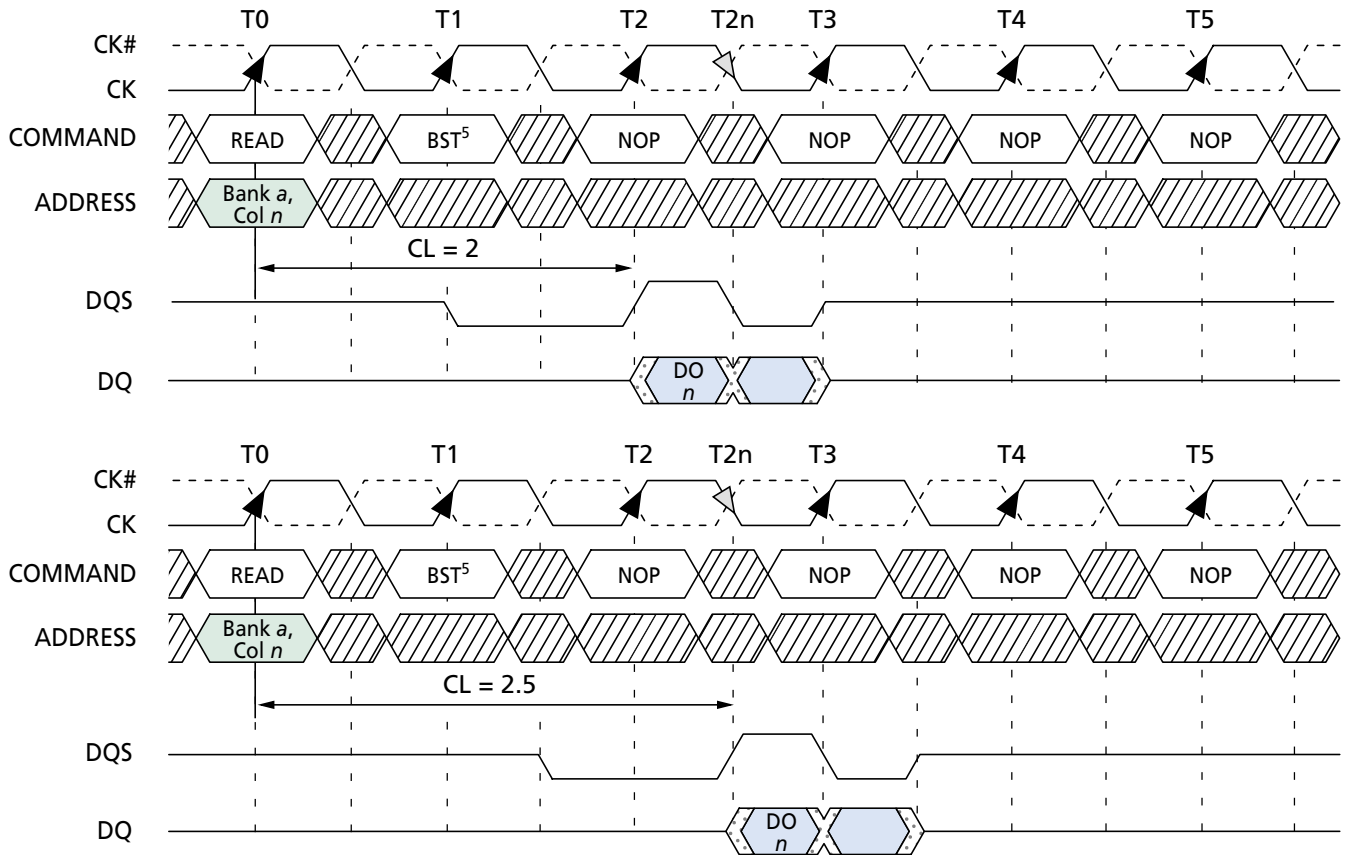 T0 T1 T2 T2n T3 T4 T5
CK#
CK
COMMAND READ BST⁵ NOP NOP NOP NOP
ADDRESS Bank a,
Col n
CL = 2
DQS
DQ DO
n
T0 T1 T2 T2n T3 T4 T5
CK#
CK
COMMAND READ BST⁵ NOP NOP NOP NOP
ADDRESS Bank a,
Col n
CL = 2.5
DQS
DQ DO
n